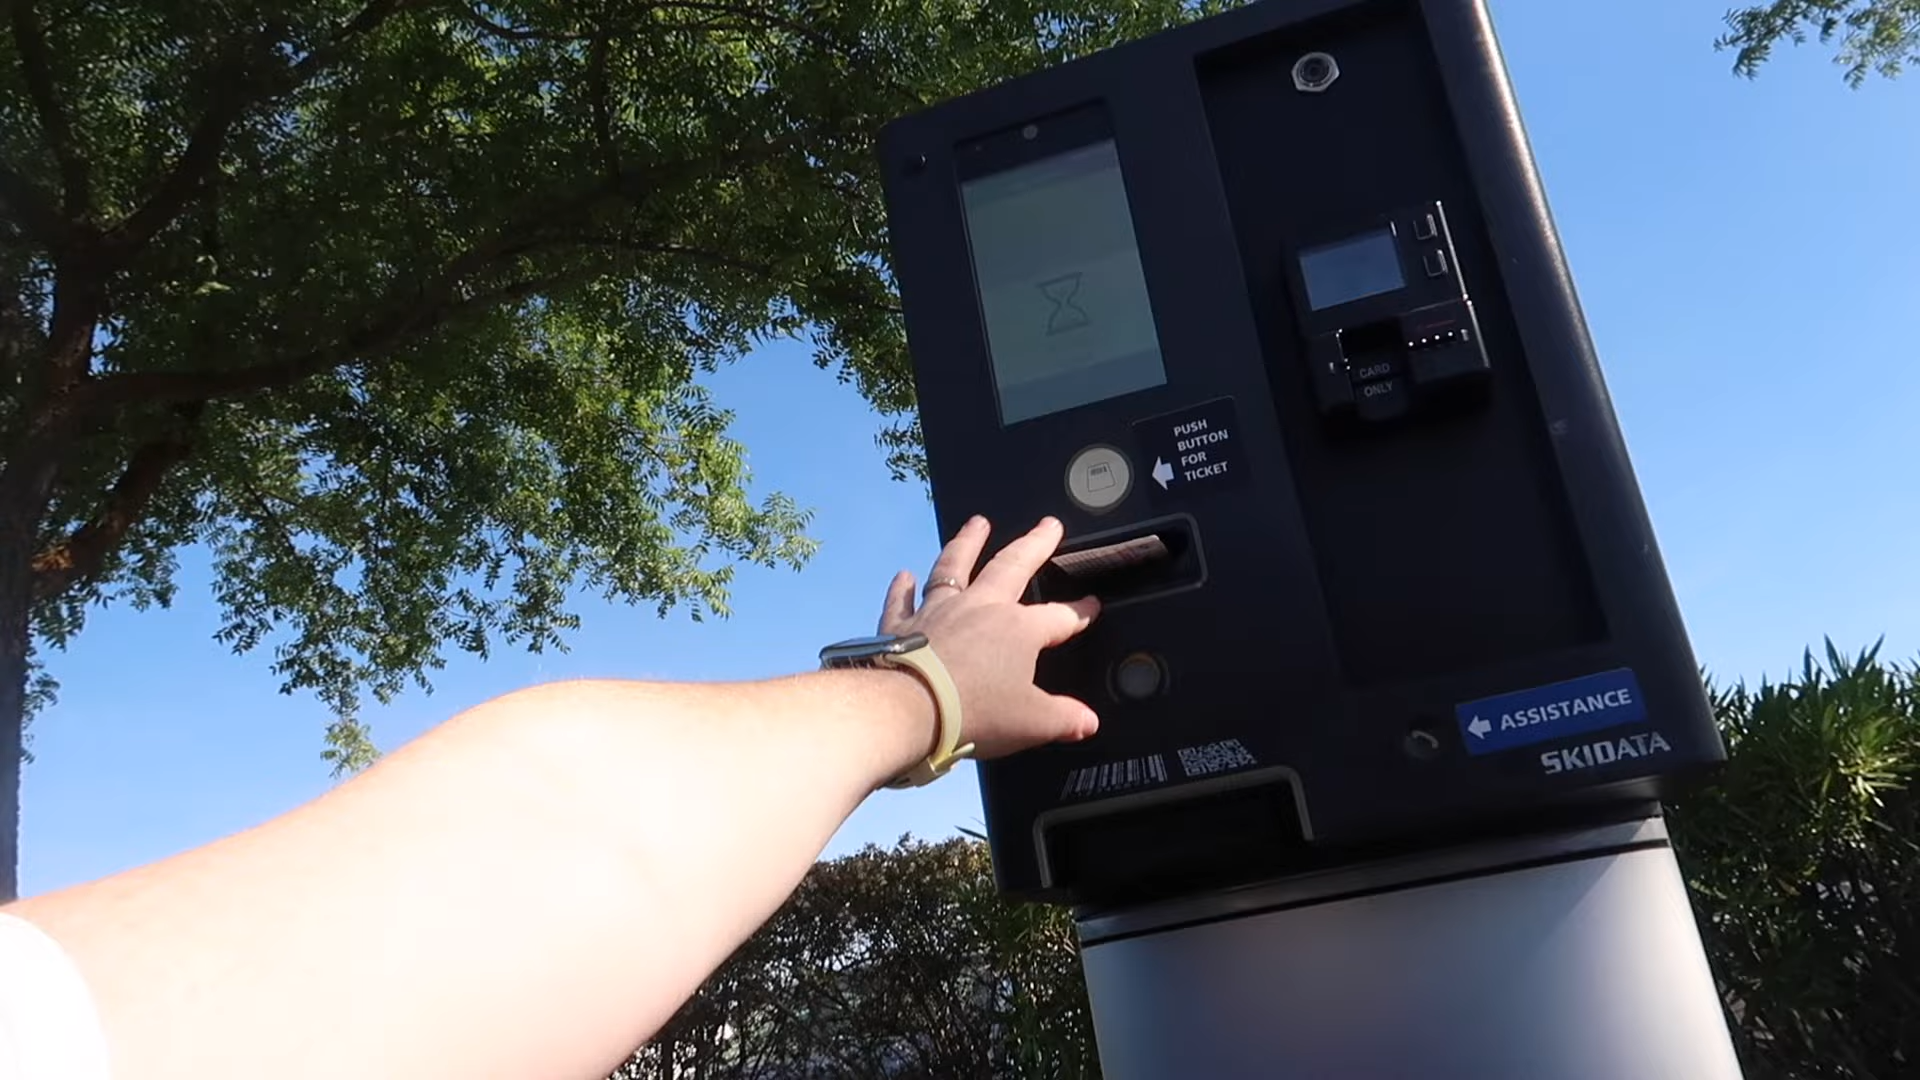 PUSH
BUTTON
FOR
TICKET
CARD
ONLY
ASSISTANCE
SKIDATA